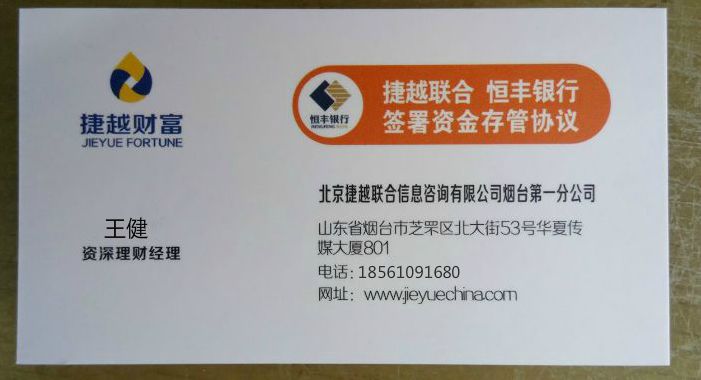 捷越财富
JIEYUE FORTUNE
恒丰银行
HENGFENG BANK
捷越联合 恒丰银行
签署资金存管协议
王健
资深理财经理
北京捷越联合信息咨询有限公司烟台第一分公司
山东省烟台市芝罘区北大街53号华夏传
媒大厦801
电话:18561091680
网址: www.jieyuechina.com